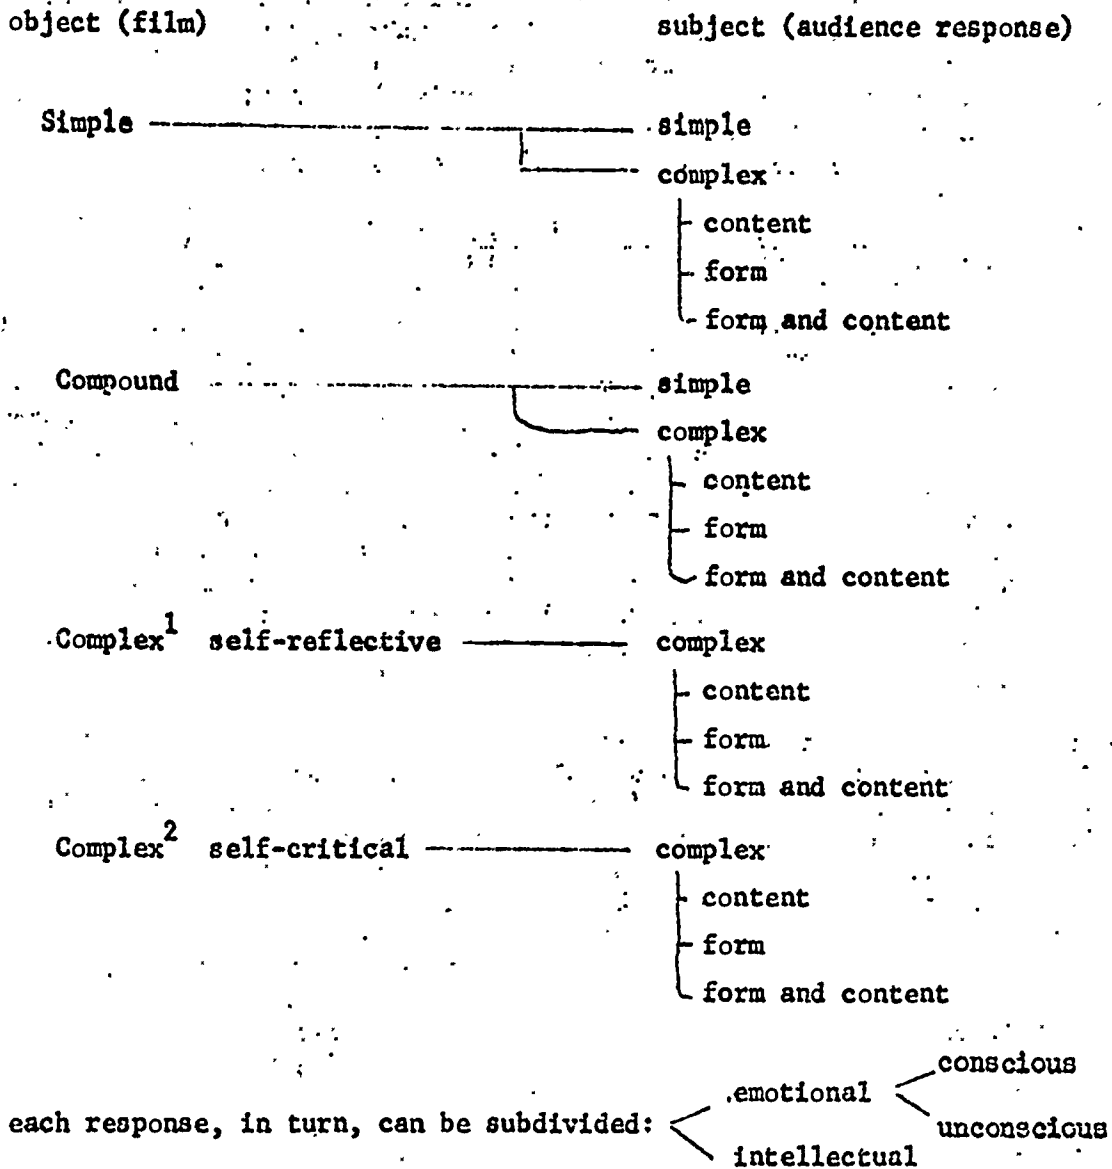 object (film) subject (audience response)
Simple simple
complex
content
form
form and content
Compound simple
complex
content
form
form and content
Complex1 self-reflective complex
content
form
form and content
Complex2 self-critical complex
content
form
form and content
conscious
emotional
each response, in turn, can be subdivided: unconscious
intellectual